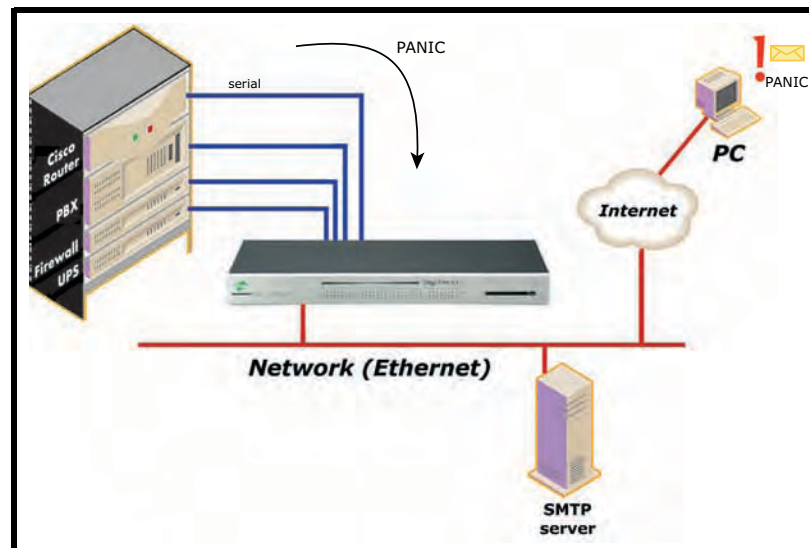 PANIC
serial
PANIC
PC
Cisco
Router
PBX
Firewall
UPS
Internet
Network (Ethernet)
SMTP
server